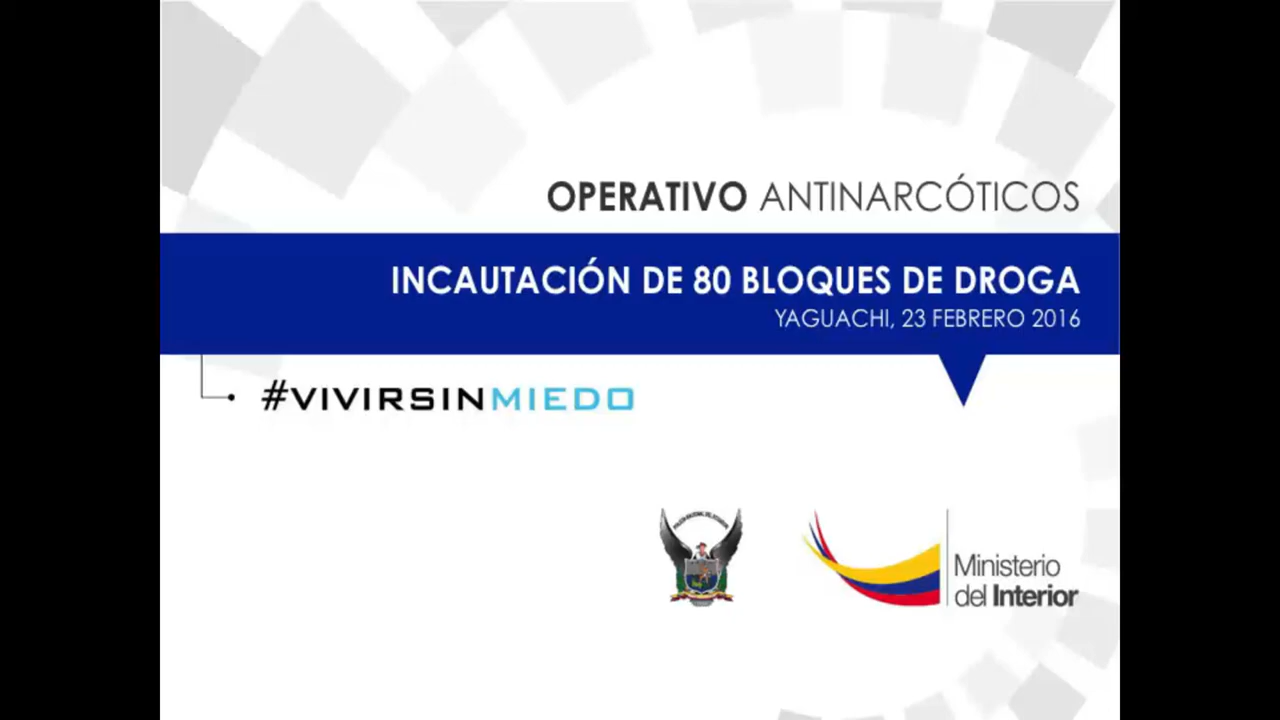 OPERATIVO ANTINARCÓTICOS
INCAUTACIÓN DE 80 BLOQUES DE DROGA
YAGUACHI, 23 FEBRERO 2016
#VIVIRSINMIEDO
Ministerio
del Interior